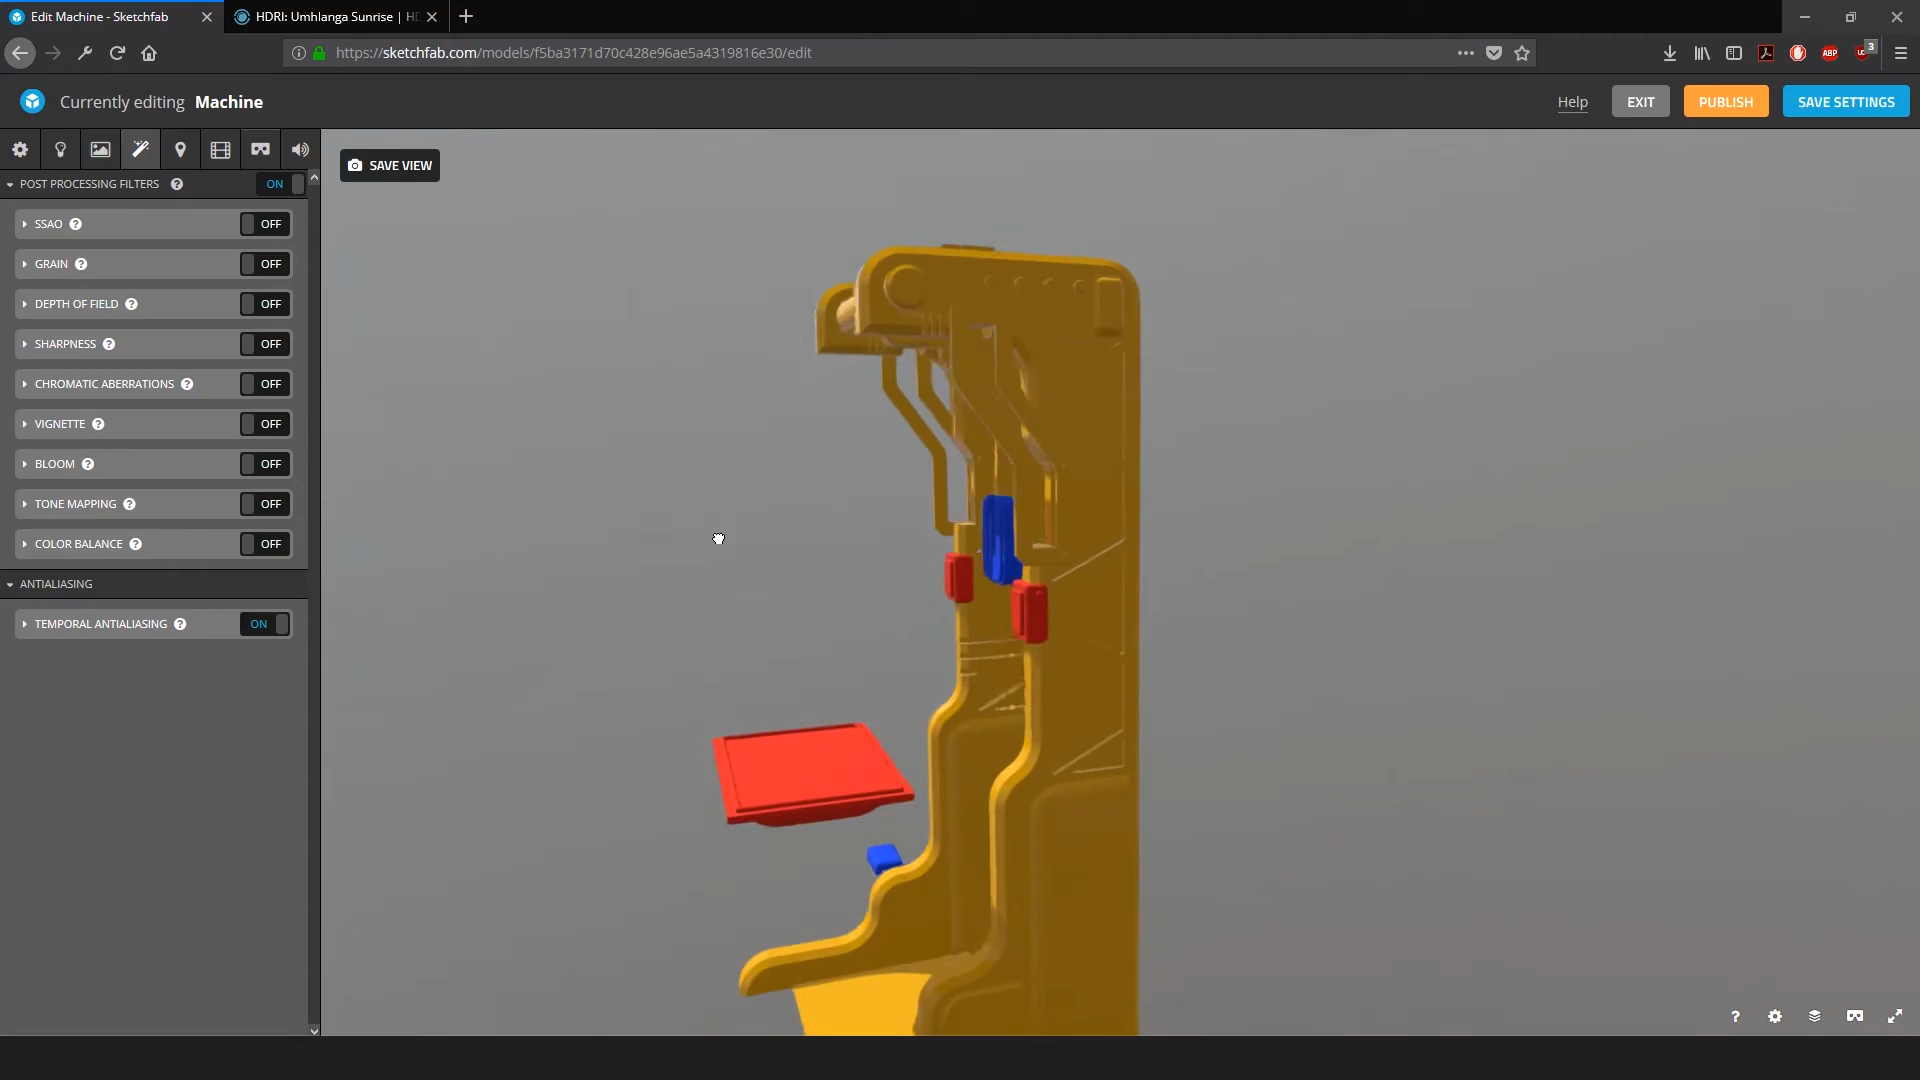 Edit Machine - Sketchfab
HDRI: Umhlanga Sunrise | HD
https://sketchfab.com/models/f5ba3171d70c428e96ae5a4319816e30/edit
3
Currently editing Machine
Help
EXIT
PUBLISH
SAVE SETTINGS
SAVE VIEW
POST PROCESSING FILTERS ? ON
SSAO ? OFF
GRAIN ? OFF
DEPTH OF FIELD ? OFF
SHARPNESS ? OFF
CHROMATIC ABERRATIONS ? OFF
VIGNETTE ? OFF
BLOOM ? OFF
TONE MAPPING ? OFF
COLOR BALANCE ? OFF
ANTIALIASING
TEMPORAL ANTIALIASING ? ON
?